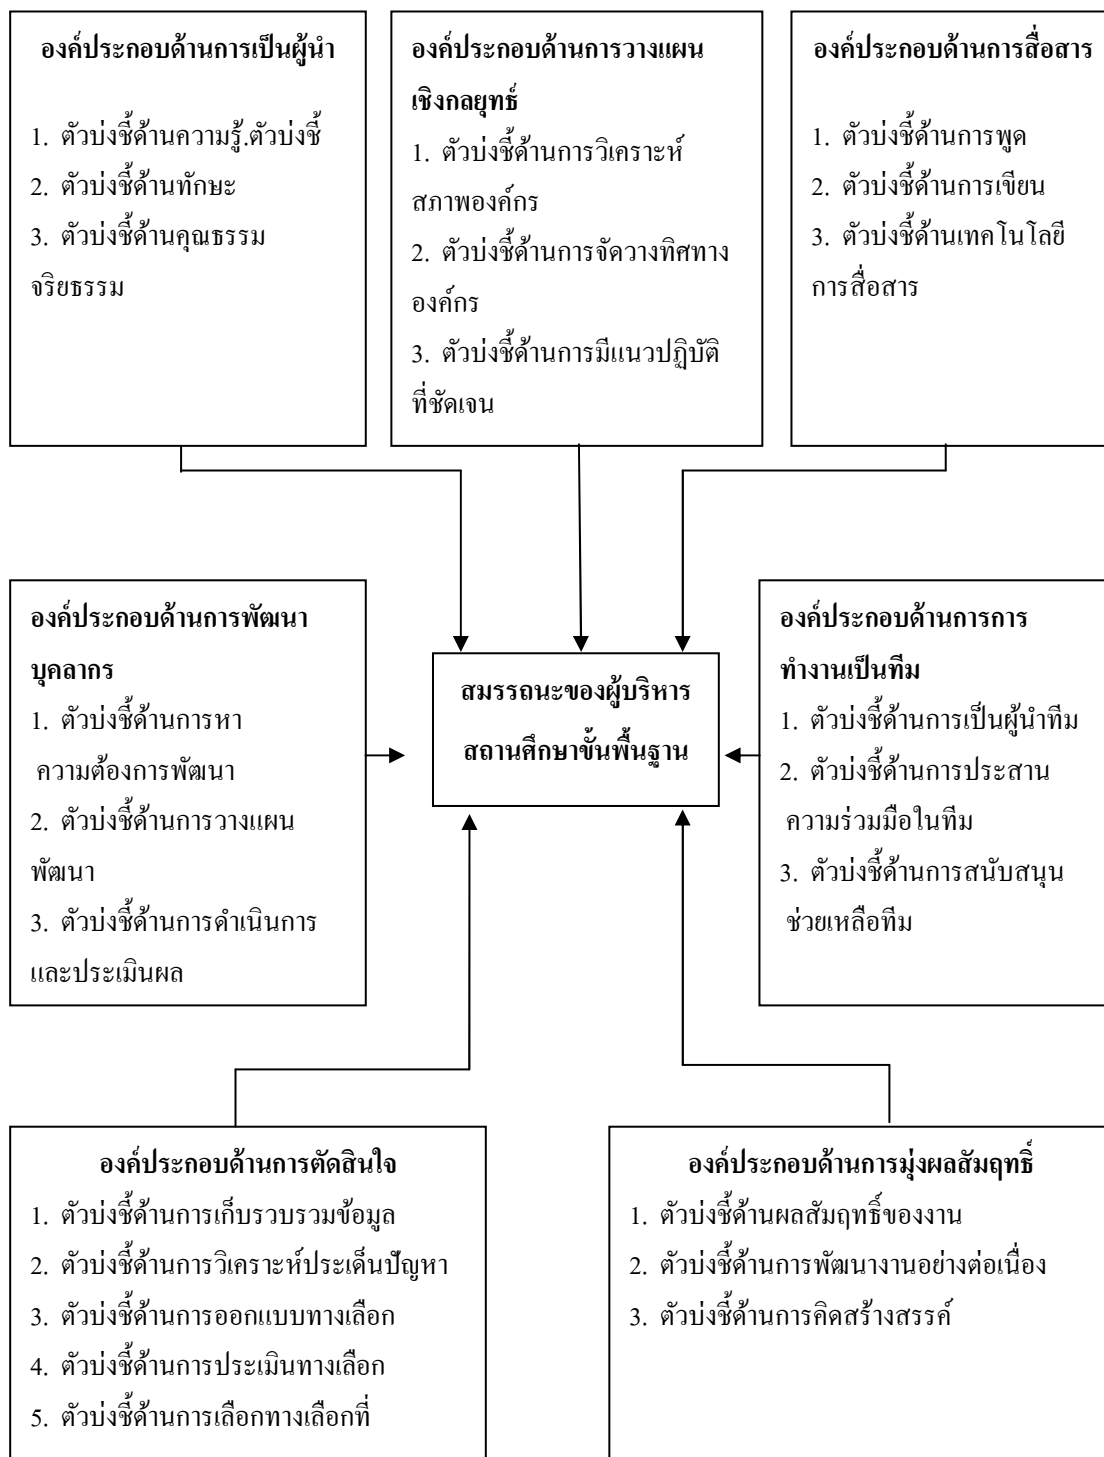 องค์ประกอบด้านการเป็นผู้นำ
1. ตัวบ่งชี้ด้านความรู้.ตัวบ่งชี้
2. ตัวบ่งชี้ด้านทักษะ
3. ตัวบ่งชี้ด้านคุณธรรม
จริยธรรม
องค์ประกอบด้านการวางแผน
เชิงกลยุทธ์
1. ตัวบ่งชี้ด้านการวิเคราะห์
สภาพองค์กร
2. ตัวบ่งชี้ด้านการจัดวางทิศทาง
องค์กร
3. ตัวบ่งชี้ด้านการมีแนวปฏิบัติ
ที่ชัดเจน
องค์ประกอบด้านการสื่อสาร
1. ตัวบ่งชี้ด้านการพูด
2. ตัวบ่งชี้ด้านการเขียน
3. ตัวบ่งชี้ด้านเทคโนโลยี
การสื่อสาร
องค์ประกอบด้านการพัฒนา
บุคลากร
1. ตัวบ่งชี้ด้านการหา
ความต้องการพัฒนา
2. ตัวบ่งชี้ด้านการวางแผน
พัฒนา
3. ตัวบ่งชี้ด้านการดำเนินการ
และประเมินผล
สมรรถนะของผู้บริหาร
สถานศึกษาขั้นพื้นฐาน
องค์ประกอบด้านการการ
ทำงานเป็นทีม
1. ตัวบ่งชี้ด้านการเป็นผู้นำทีม
2. ตัวบ่งชี้ด้านการประสาน
ความร่วมมือในทีม
3. ตัวบ่งชี้ด้านการสนับสนุน
ช่วยเหลือทีม
องค์ประกอบด้านการตัดสินใจ
1. ตัวบ่งชี้ด้านการเก็บรวบรวมข้อมูล
2. ตัวบ่งชี้ด้านการวิเคราะห์ประเด็นปัญหา
3. ตัวบ่งชี้ด้านการออกแบบทางเลือก
4. ตัวบ่งชี้ด้านการประเมินทางเลือก
5. ตัวบ่งชี้ด้านการเลือกทางเลือกที่
องค์ประกอบด้านการมุ่งผลสัมฤทธิ์
1. ตัวบ่งชี้ด้านผลสัมฤทธิ์ของงาน
2. ตัวบ่งชี้ด้านการพัฒนางานอย่างต่อเนื่อง
3. ตัวบ่งชี้ด้านการคิดสร้างสรรค์